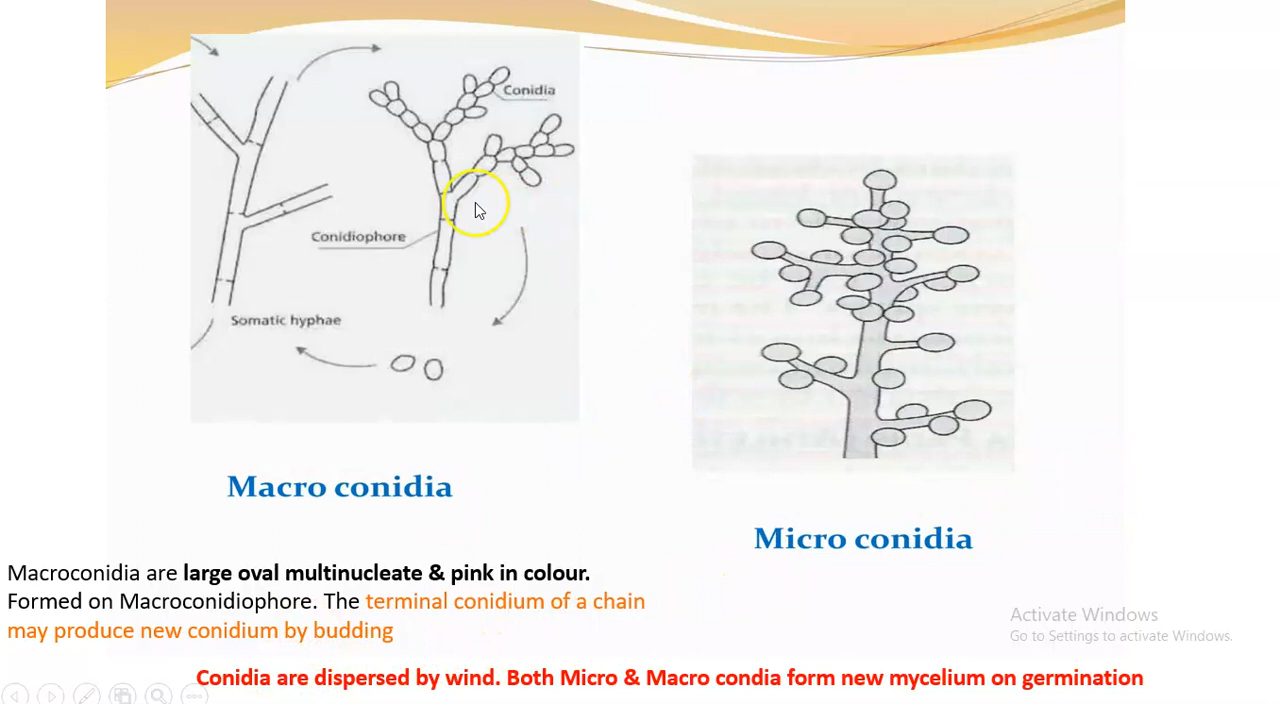 Conidia
Conidiophore
Somatic hyphae
Macro conidia
Micro conidia
Macroconidia are large oval multinucleate & pink in colour.
Formed on Macroconidiophore. The terminal conidium of a chain
may produce new conidium by budding
Activate Windows
Go to Settings to activate Windows.
Conidia are dispersed by wind. Both Micro & Macro condia form new mycelium on germination